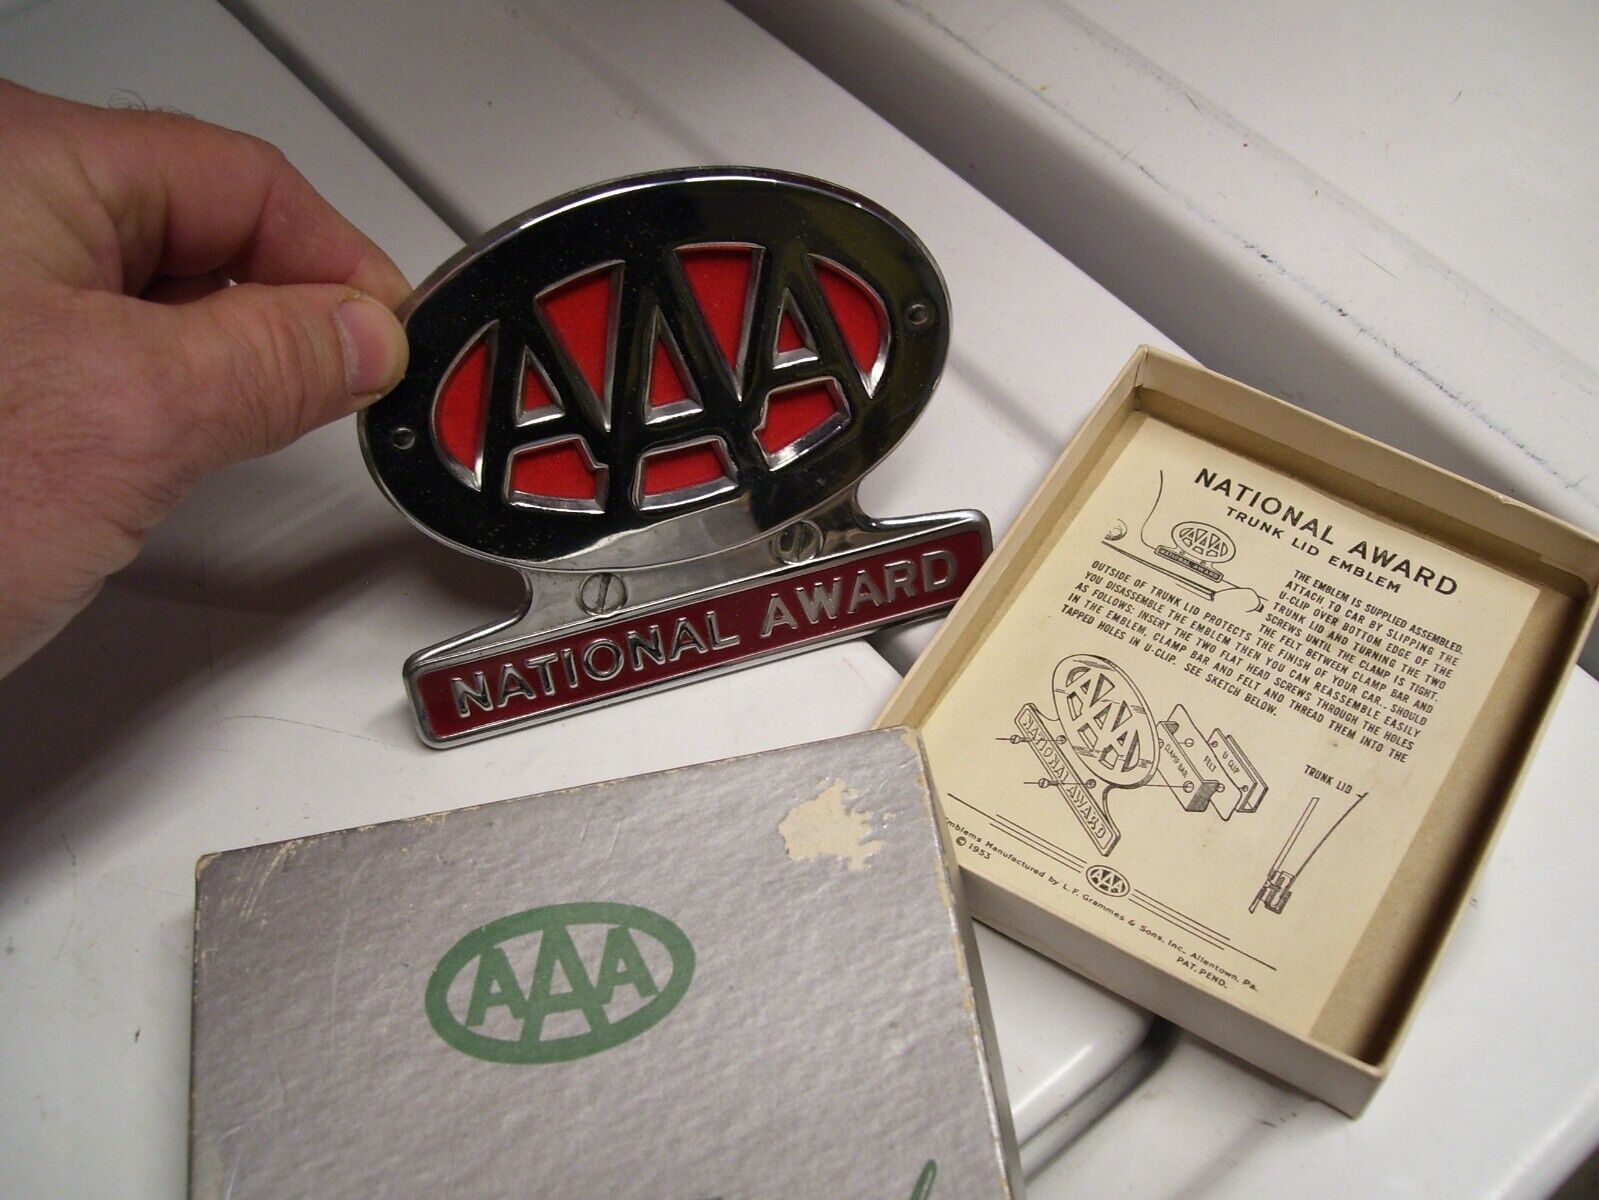 AAA
NATIONAL AWARD
AAA
NATIONAL AWARD
TRUNK LID EMBLEM
AAA
NATIONAL AWARD
THE EMBLEM IS SUPPLIED ASSEMBLED.
ATTACH TO CAR BY SLIPPING THE
U-CLIP OVER BOTTOM EDGE OF THE
TRUNK LID AND TURNING THE TWO
SCREWS UNTIL THE CLAMP IS TIGHT.
THE FELT BETWEEN CLAMP BAR AND
OUTSIDE OF TRUNK LID PROTECTS THE FINISH OF YOUR CAR. SHOULD
YOU DISASSEMBLE THE EMBLEM THEN YOU CAN REASSEMBLE EASILY
AS FOLLOWS: INSERT THE TWO FLAT HEAD SCREWS THROUGH THE HOLES
IN THE EMBLEM, CLAMP BAR AND FELT AND THREAD THEM INTO THE
TAPPED HOLES IN U-CLIP. SEE SKETCH BELOW.
AAA
NATIONAL AWARD
CLAMP BAR
FELT
U CLIP
TRUNK LID
Emblems Manufactured by L.F. Grammes & Sons, Inc., Allentown, Pa.
© 1953
AAA
PAT. PEND.